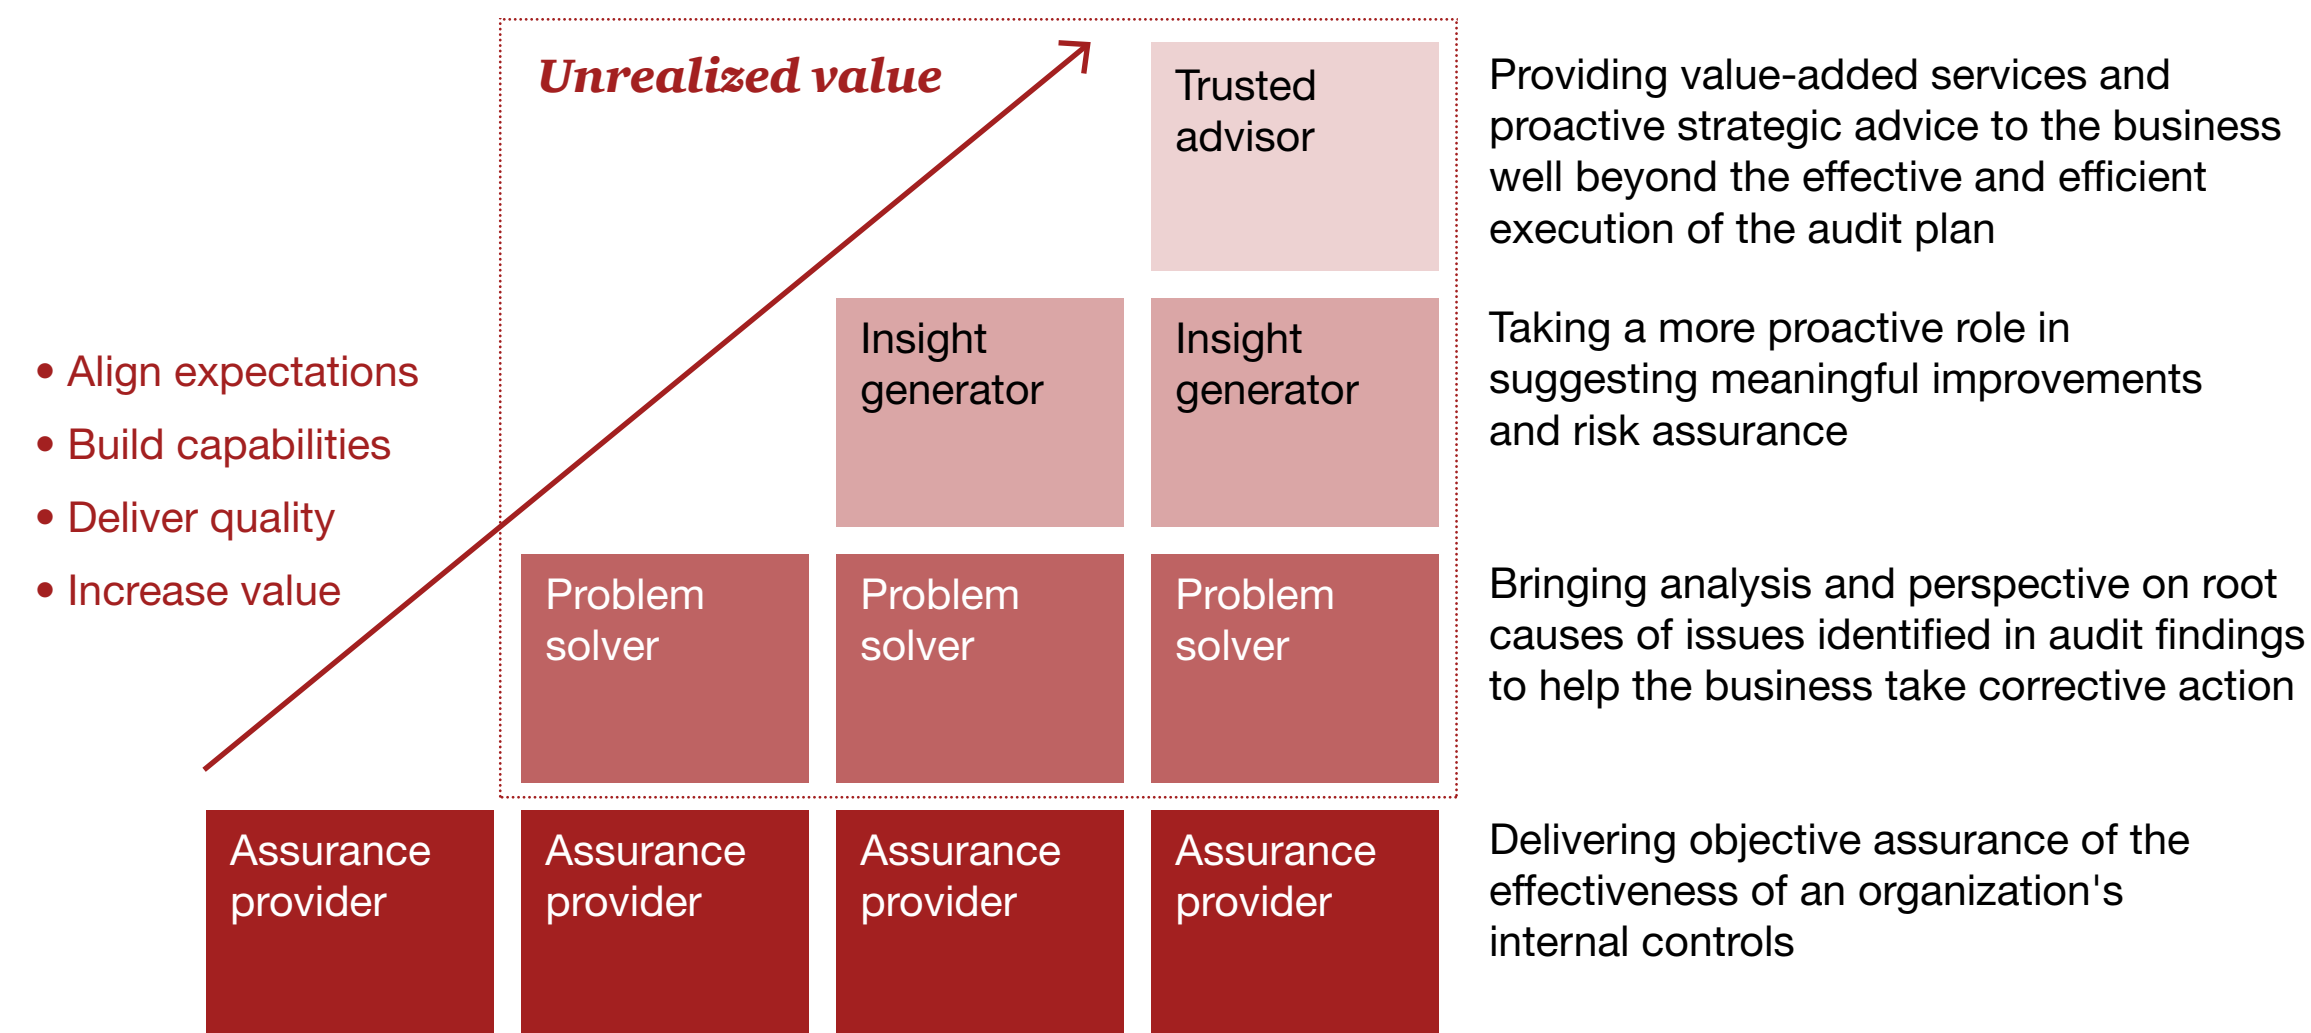 Unrealized value
• Align expectations
• Build capabilities
• Deliver quality
• Increase value
Trusted
advisor
Providing value-added services and
proactive strategic advice to the business
well beyond the effective and efficient
execution of the audit plan
Insight
generator
Insight
generator
Taking a more proactive role in
suggesting meaningful improvements
and risk assurance
Problem
solver
Problem
solver
Problem
solver
Bringing analysis and perspective on root
causes of issues identified in audit findings
to help the business take corrective action
Assurance
provider
Assurance
provider
Assurance
provider
Assurance
provider
Delivering objective assurance of the
effectiveness of an organization's
internal controls